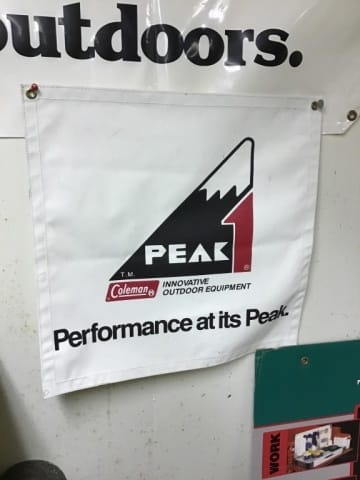 outdoors.
PEAK 1
®
T.M.
Coleman®
INNOVATIVE
OUTDOOR EQUIPMENT
Performance at its Peak.
WORK